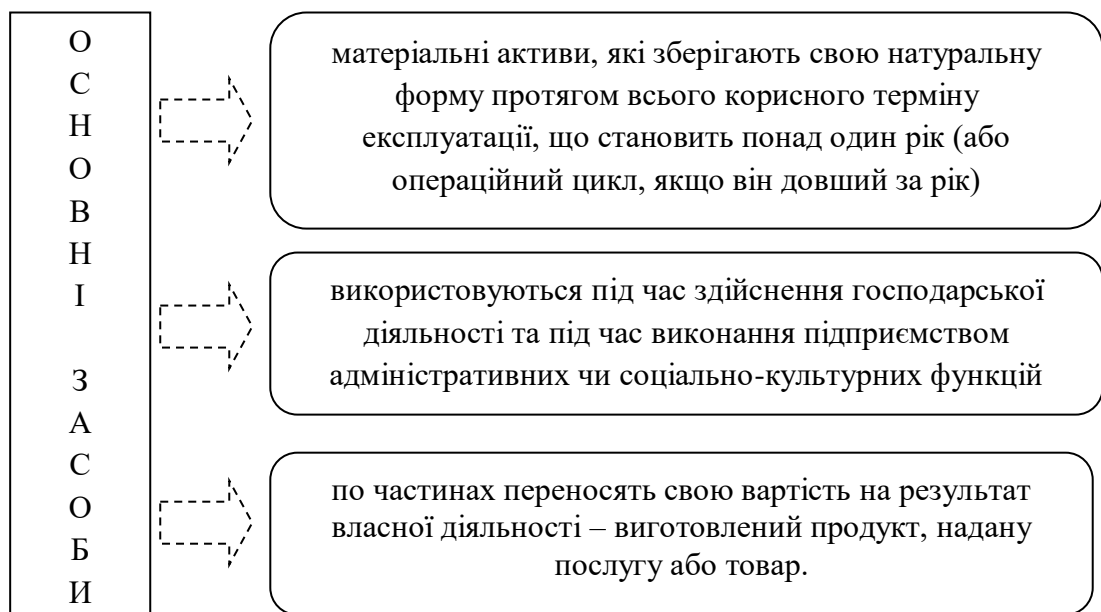 О
С
Н
О
В
Н
І
З
А
С
О
Б
И
матеріальні активи, які зберігають свою натуральну
форму протягом всього корисного терміну
експлуатації, що становить понад один рік (або
операційний цикл, якщо він довший за рік)
використовуються під час здійснення господарської
діяльності та під час виконання підприємством
адміністративних чи соціально-культурних функцій
по частинах переносять свою вартість на результат
власної діяльності – виготовлений продукт, надану
послугу або товар.